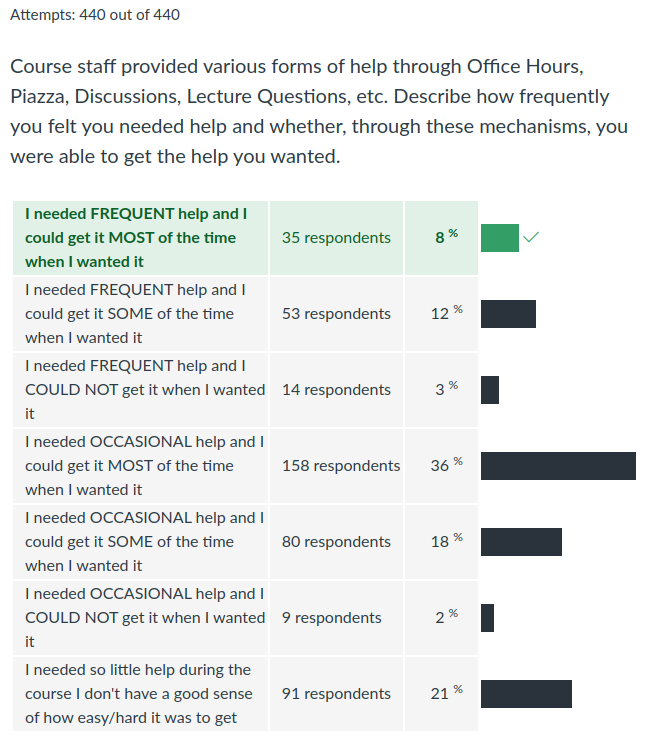 Attempts: 440 out of 440
Course staff provided various forms of help through Office Hours,
Piazza, Discussions, Lecture Questions, etc. Describe how frequently
you felt you needed help and whether, through these mechanisms, you
were able to get the help you wanted.
I needed FREQUENT help and I
could get it MOST of the time
when I wanted it
35 respondents
8 %
I needed FREQUENT help and I
could get it SOME of the time
when I wanted it
53 respondents
12 %
I needed FREQUENT help and I
COULD NOT get it when I wanted
it
14 respondents
3 %
I needed OCCASIONAL help and I
could get it MOST of the time
when I wanted it
158 respondents
36 %
I needed OCCASIONAL help and I
could get it SOME of the time
when I wanted it
80 respondents
18 %
I needed OCCASIONAL help and I
COULD NOT get it when I wanted
it
9 respondents
2 %
I needed so little help during the
course I don't have a good sense
of how easy/hard it was to get
91 respondents
21 %